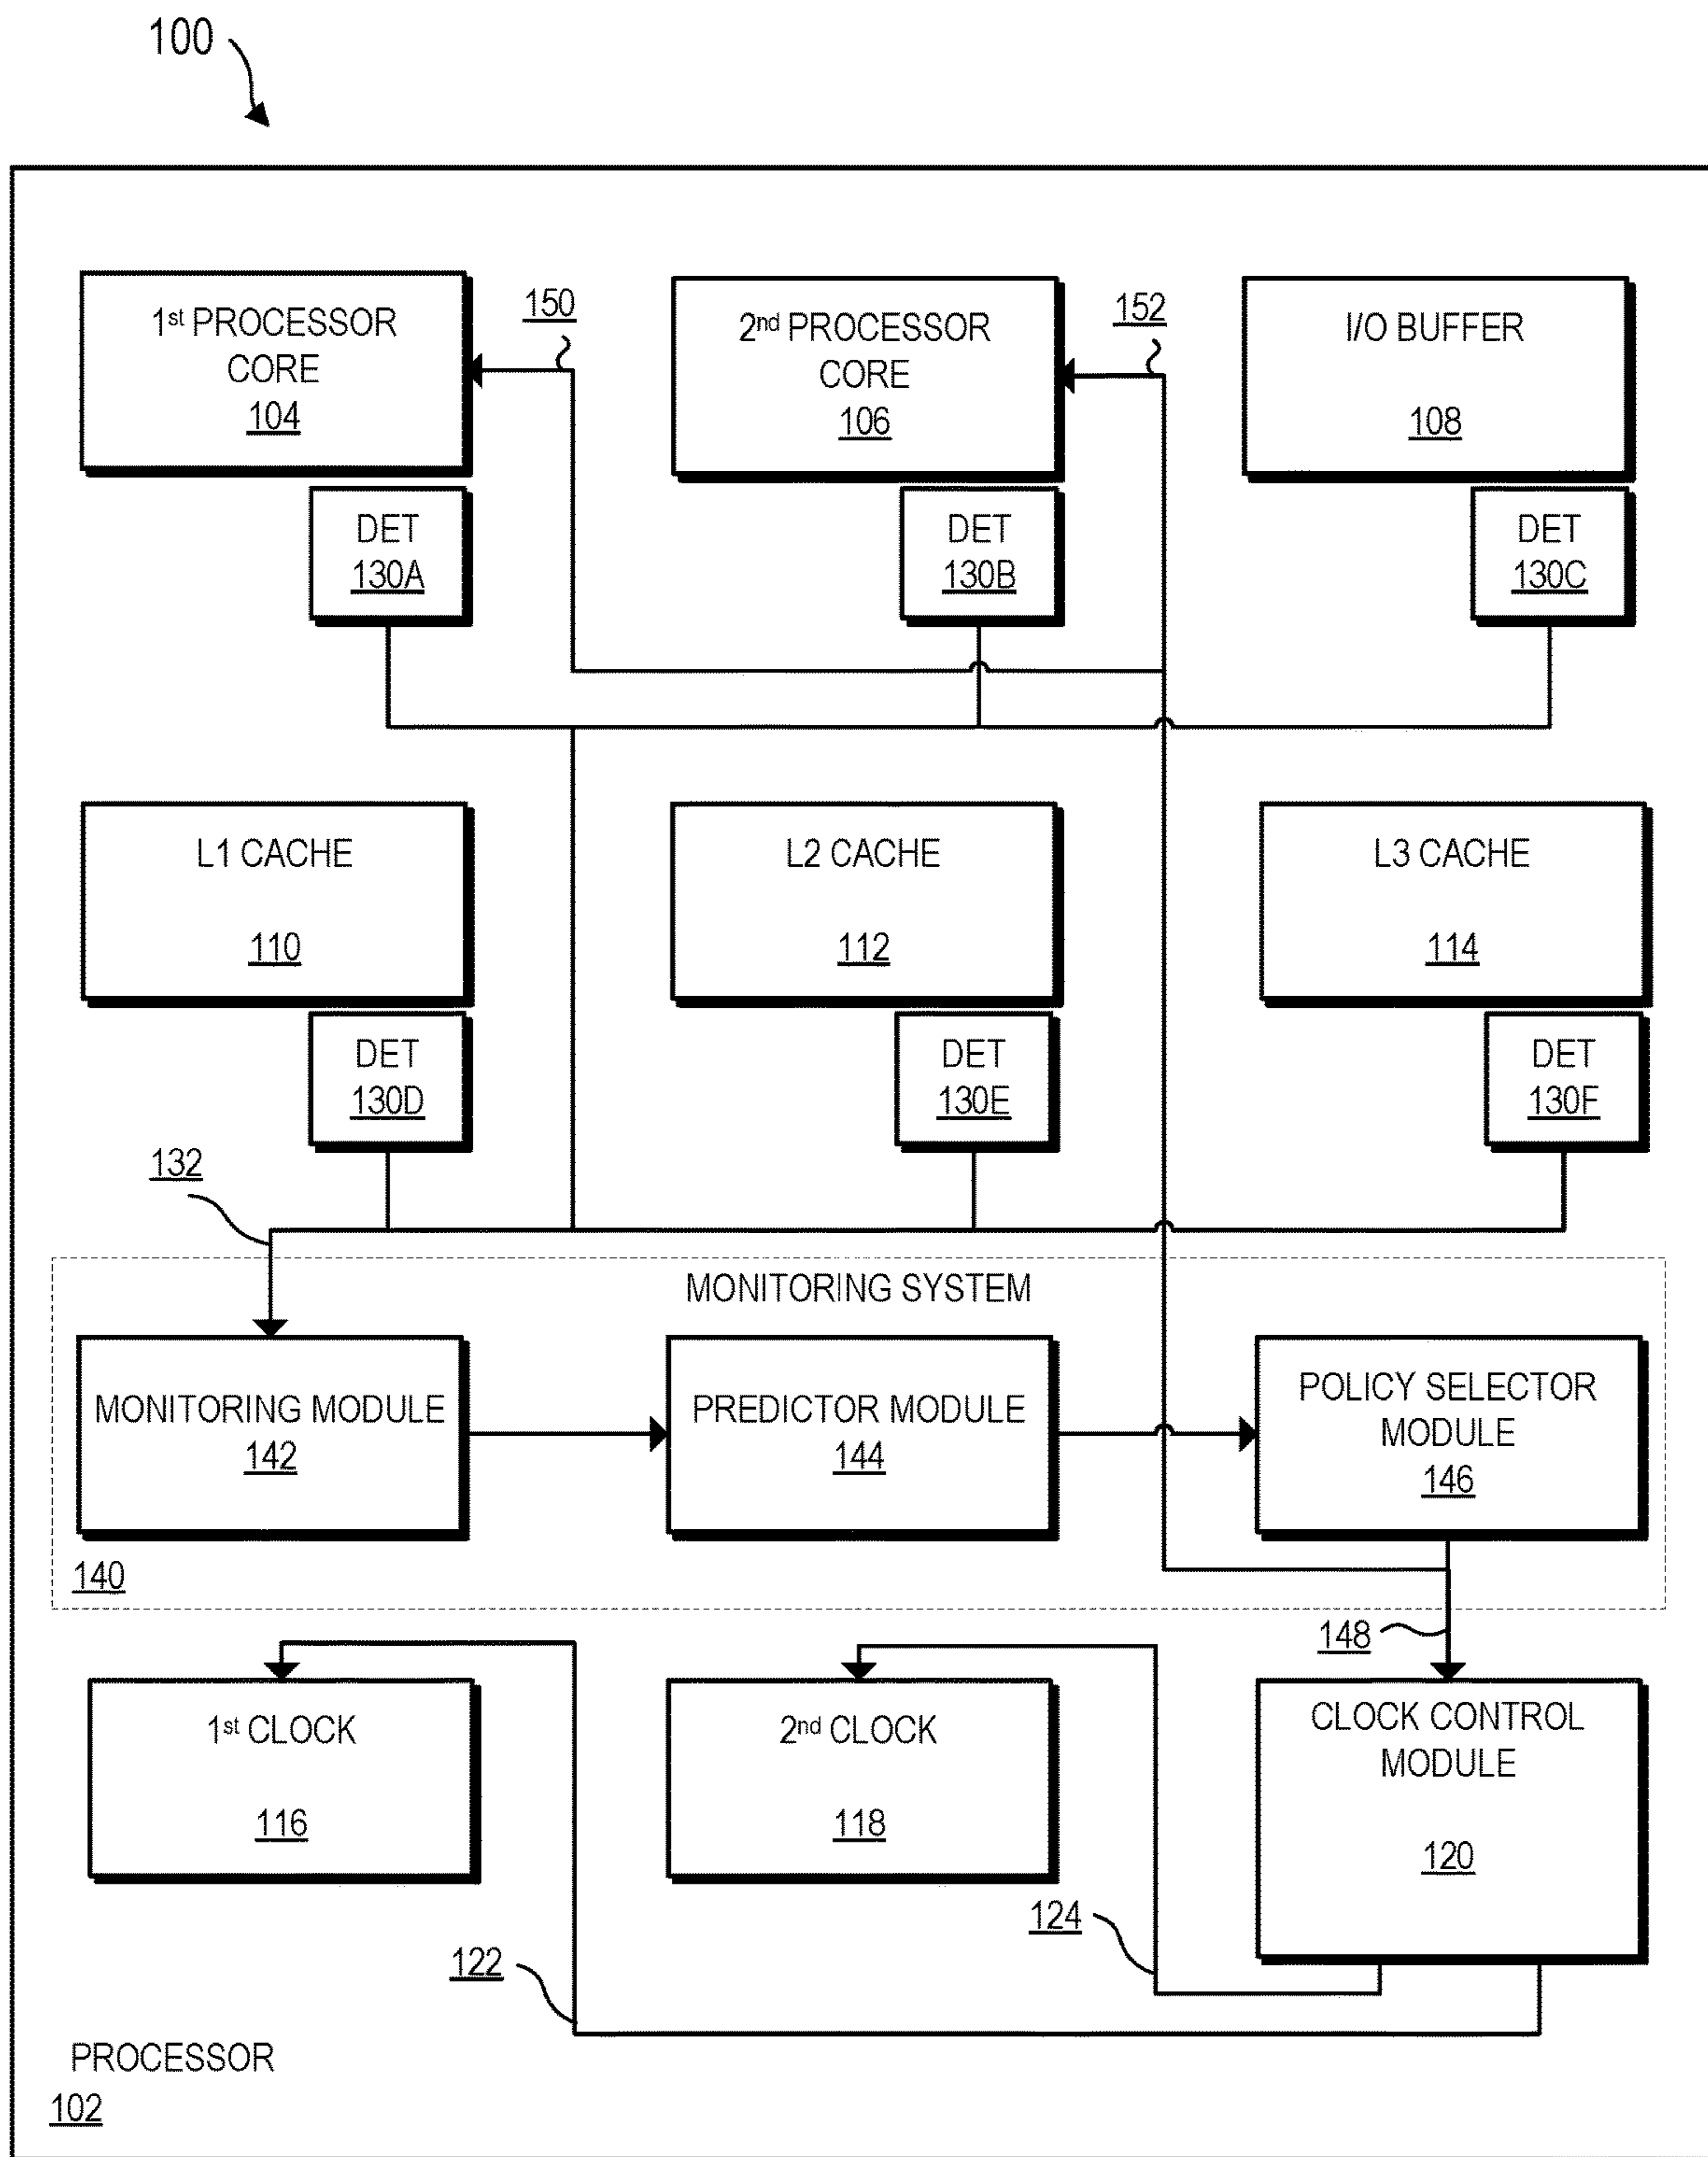 100
1st PROCESSOR
CORE
104
150
2nd PROCESSOR
CORE
106
152
I/O BUFFER
108
DET
130A
DET
130B
DET
130C
L1 CACHE
110
L2 CACHE
112
L3 CACHE
114
DET
130D
DET
130E
DET
130F
132
MONITORING SYSTEM
MONITORING MODULE
142
PREDICTOR MODULE
144
POLICY SELECTOR
MODULE
146
140
148
1st CLOCK
116
2nd CLOCK
118
CLOCK CONTROL
MODULE
120
124
122
PROCESSOR
102